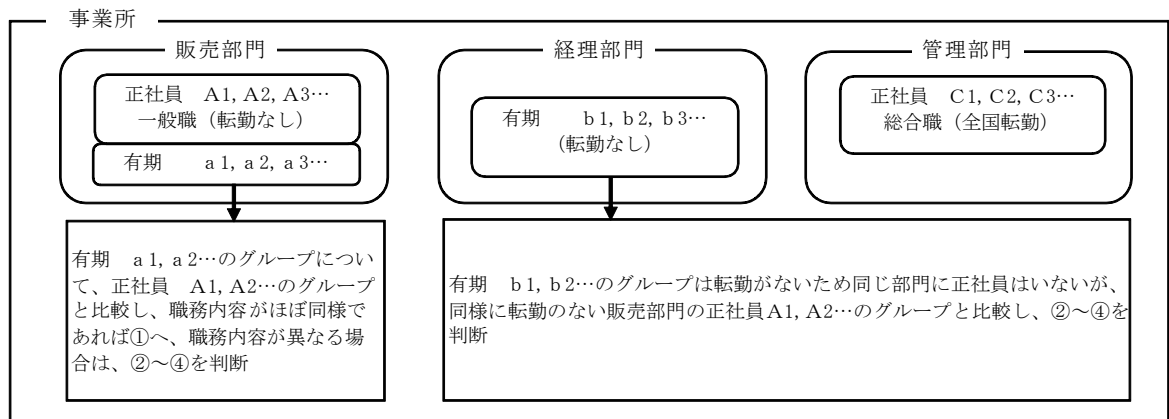 事業所
販売部門
正社員　A1, A2, A3…
一般職（転勤なし）
有期　　a1, a2, a3…
経理部門
有期　　b1, b2, b3…
（転勤なし）
管理部門
正社員　C1, C2, C3…
総合職（全国転勤）
有期　a1, a2…のグループについ
て、正社員　A1, A2…のグループ
と比較し、職務内容がほぼ同様で
あれば①へ、職務内容が異なる場
合は、②～④を判断
有期　b1, b2…のグループは転勤がないため同じ部門に正社員はいないが、
同様に転勤のない販売部門の正社員A1, A2…のグループと比較し、②～④を
判断